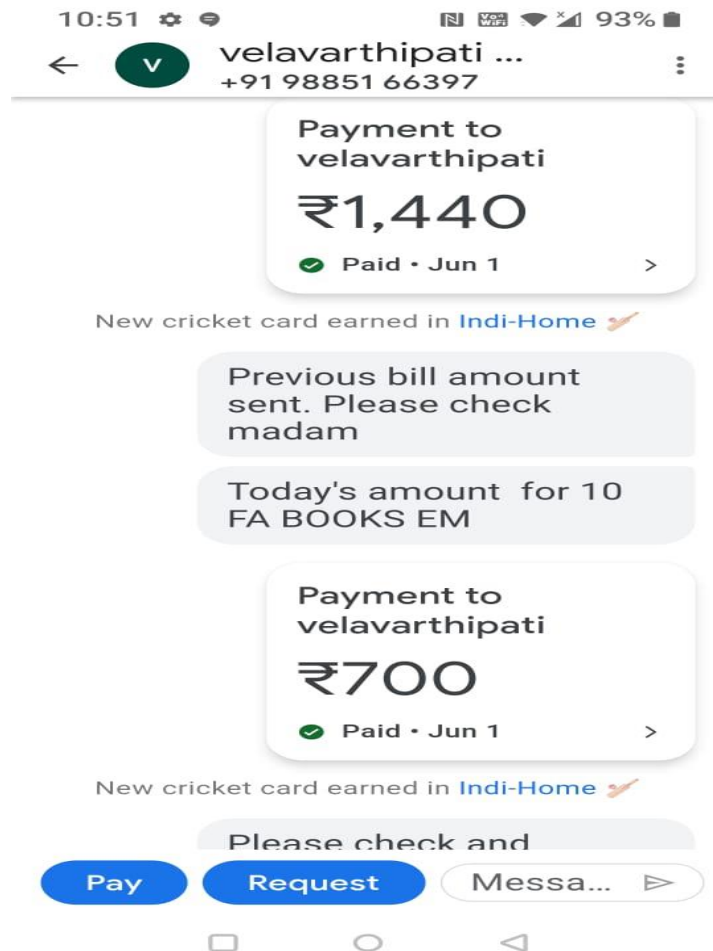 10:51
VoWiFi
93%
V
velavarthipati ...
+91 98851 66397
Payment to
velavarthipati
₹1,440
Paid • Jun 1
New cricket card earned in Indi-Home 🏏
Previous bill amount
sent. Please check
madam
Today's amount for 10
FA BOOKS EM
Payment to
velavarthipati
₹700
Paid • Jun 1
New cricket card earned in Indi-Home 🏏
Please check and
Pay
Request
Messa...